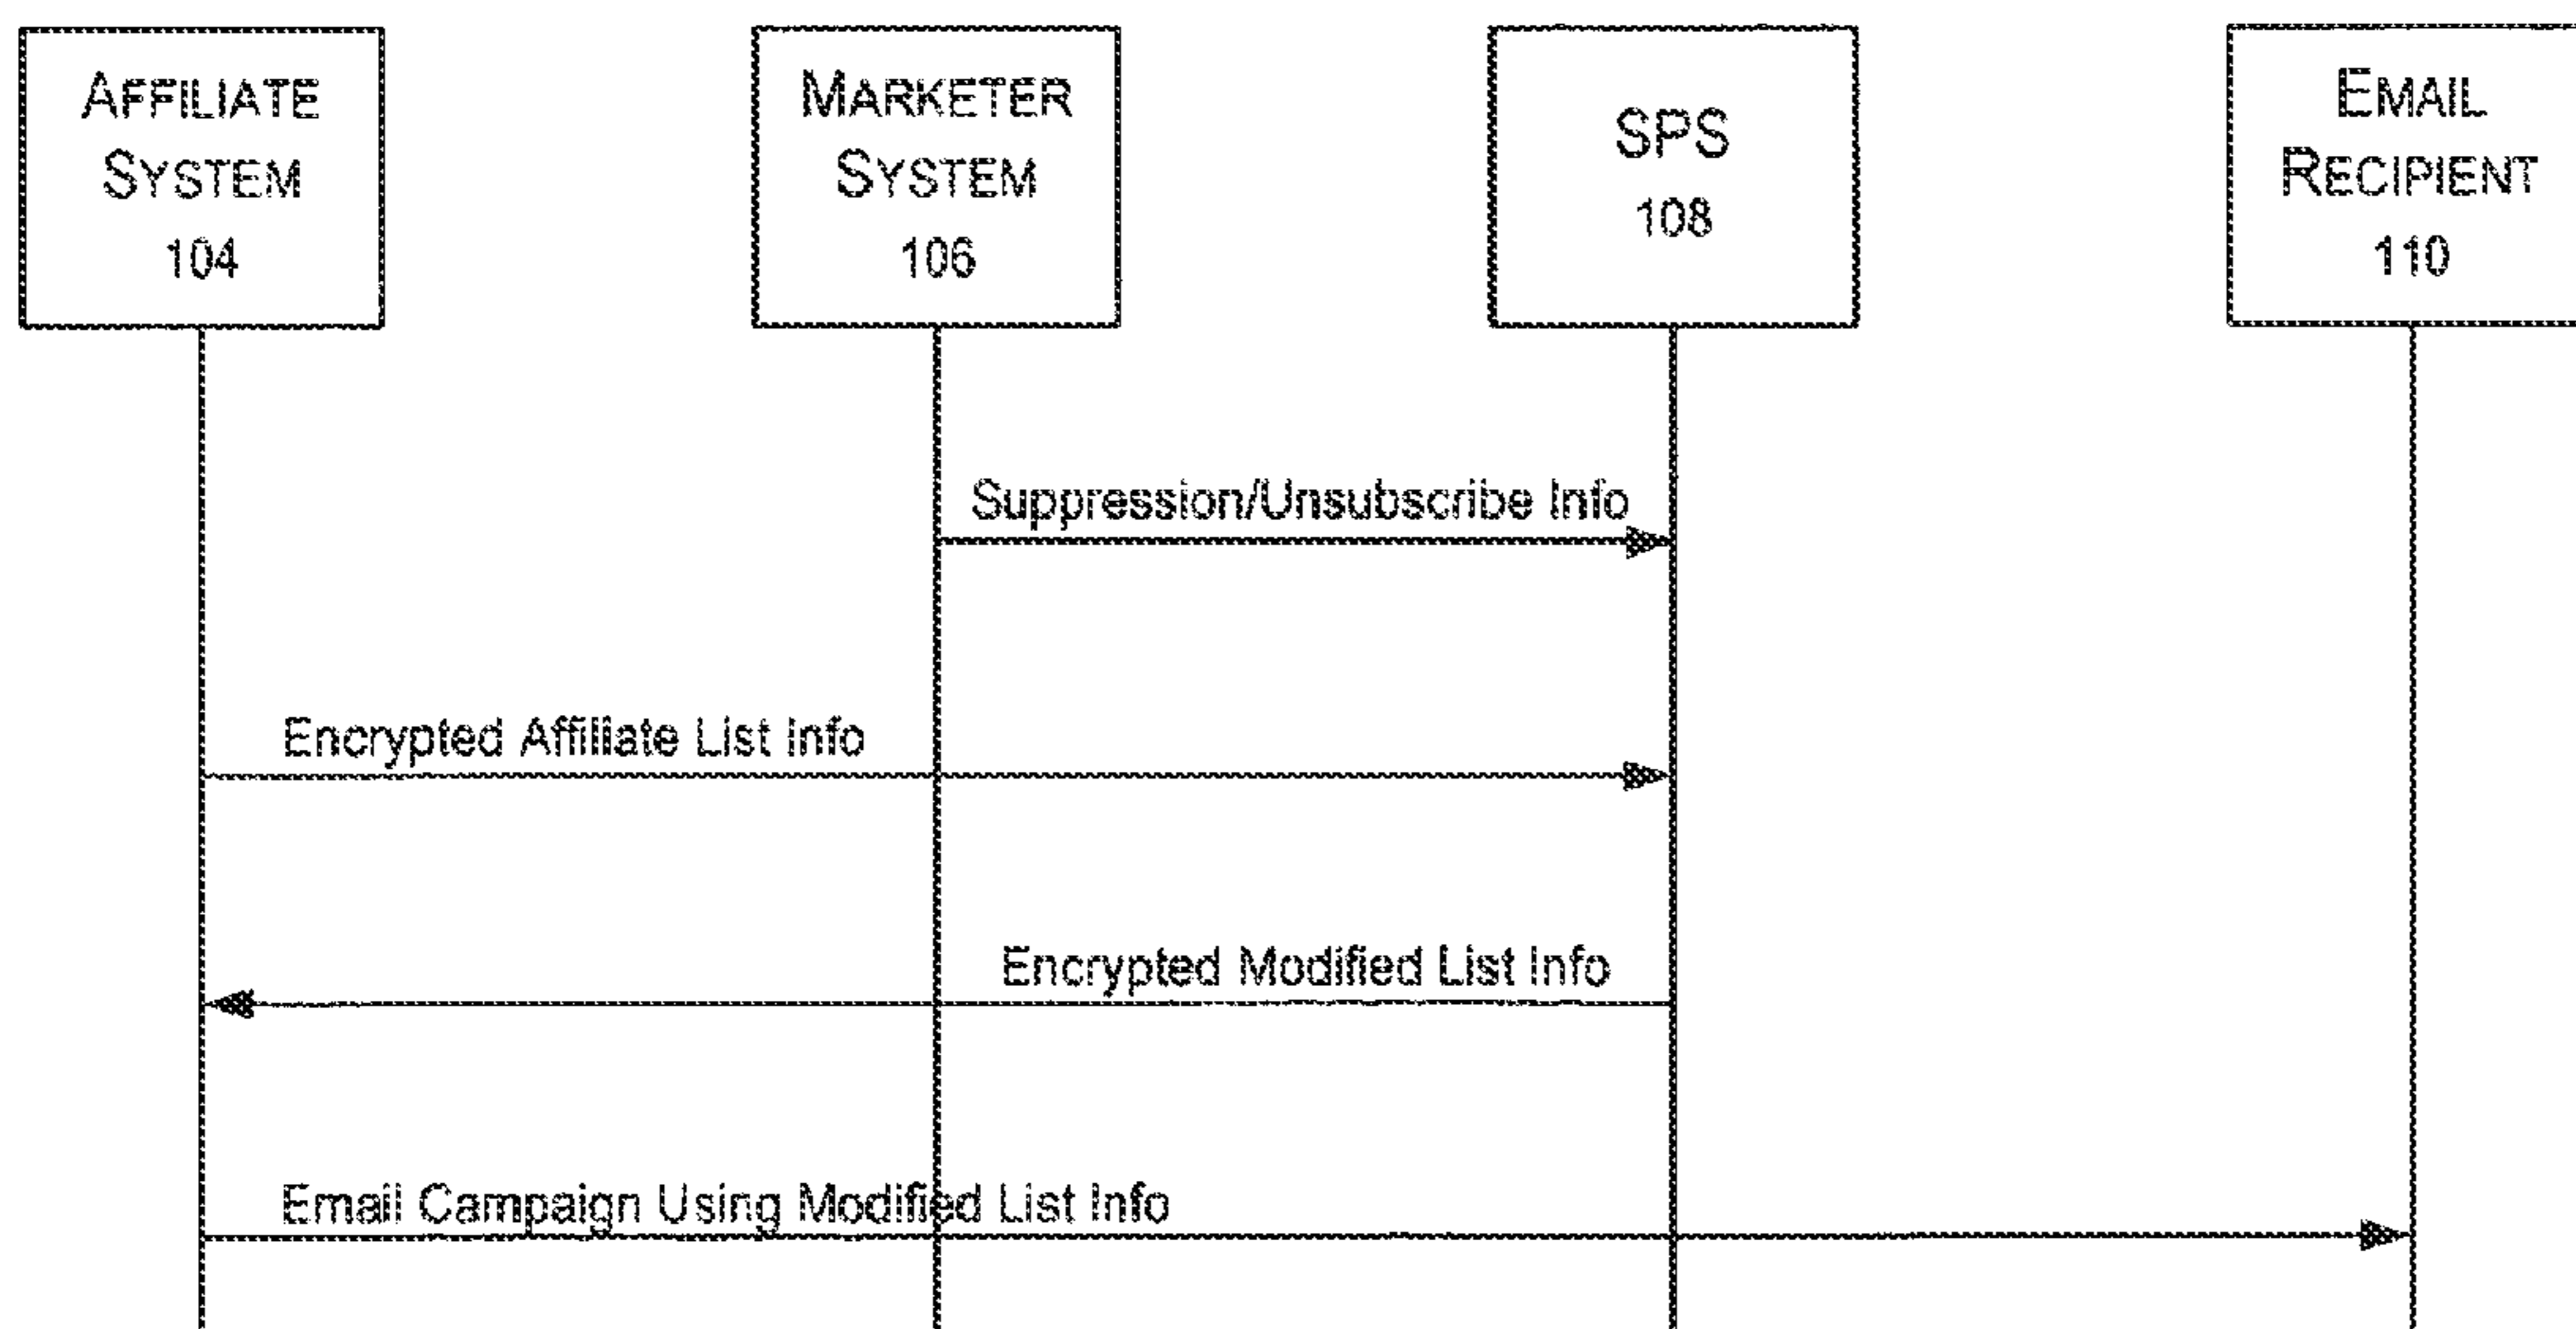 AFFILIATE
SYSTEM
104
MARKETER
SYSTEM
106
SPS
108
EMAIL
RECIPIENT
110
Suppression/Unsubscribe Info
Encrypted Affiliate List Info
Encrypted Modified List Info
Email Campaign Using Modified List Info